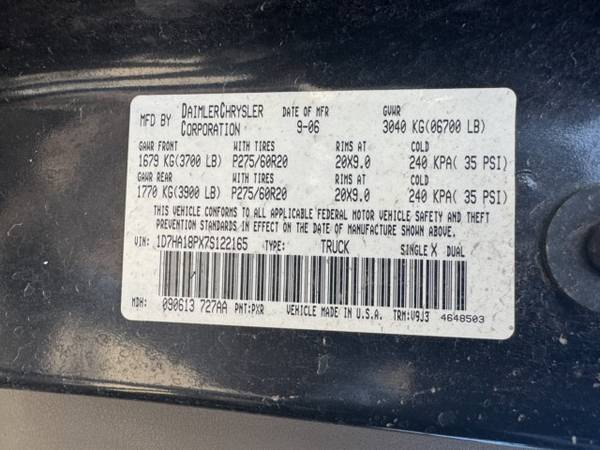 MFD BY DAIMLERCHRYSLER CORPORATION DATE OF MFR 9-06 GVWR 3040 KG(06700 LB)
GAWR FRONT WITH TIRES RIMS AT COLD
1679 KG(3700 LB) P275/60R20 20X9.0 240 KPA( 35 PSI)
GAWR REAR WITH TIRES RIMS AT COLD
1770 KG(3900 LB) P275/60R20 20X9.0 240 KPA( 35 PSI)
THIS VEHICLE CONFORMS TO ALL APPLICABLE FEDERAL MOTOR VEHICLE SAFETY AND THEFT
PREVENTION STANDARDS IN EFFECT ON THE DATE OF MANUFACTURE SHOWN ABOVE.
VIN: 1D7HA18PX7S122165 TYPE: TRUCK SINGLE X DUAL
MDH: 090613 727AA PNT:PXR VEHICLE MADE IN U.S.A. TRM:V9J3 4648503